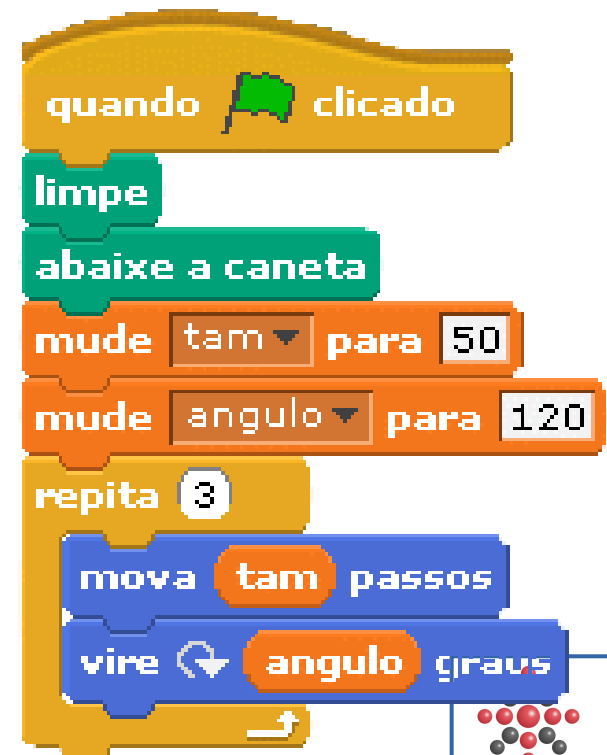 quando clicado
limpe
abaixe a caneta
mude tam para 50
mude angulo para 120
repita 3
mova tam passos
vire angulo graus